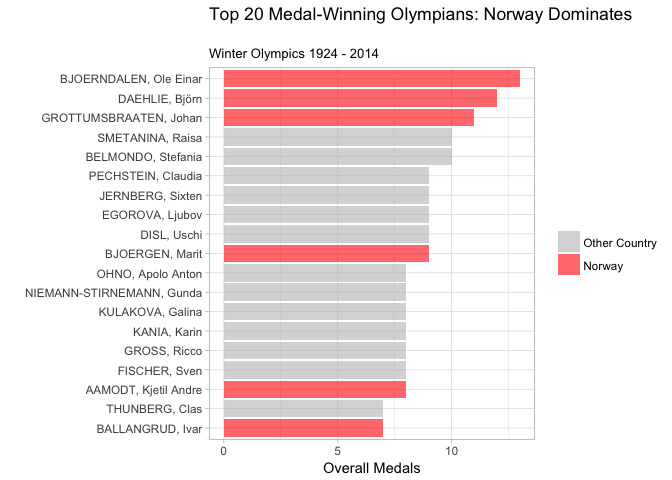 Top 20 Medal-Winning Olympians: Norway Dominates
Winter Olympics 1924 - 2014
BJOERNDALEN, Ole Einar
DAEHLIE, Björn
GROTTUMSBRAATEN, Johan
SMETANINA, Raisa
BELMONDO, Stefania
PECHSTEIN, Claudia
JERNBERG, Sixten
EGOROVA, Ljubov
DISL, Uschi
BJOERGEN, Marit
OHNO, Apolo Anton
NIEMANN-STIRNEMANN, Gunda
KULAKOVA, Galina
KANIA, Karin
GROSS, Ricco
FISCHER, Sven
AAMODT, Kjetil Andre
THUNBERG, Clas
BALLANGRUD, Ivar
0 5 10
Overall Medals
Other Country
Norway